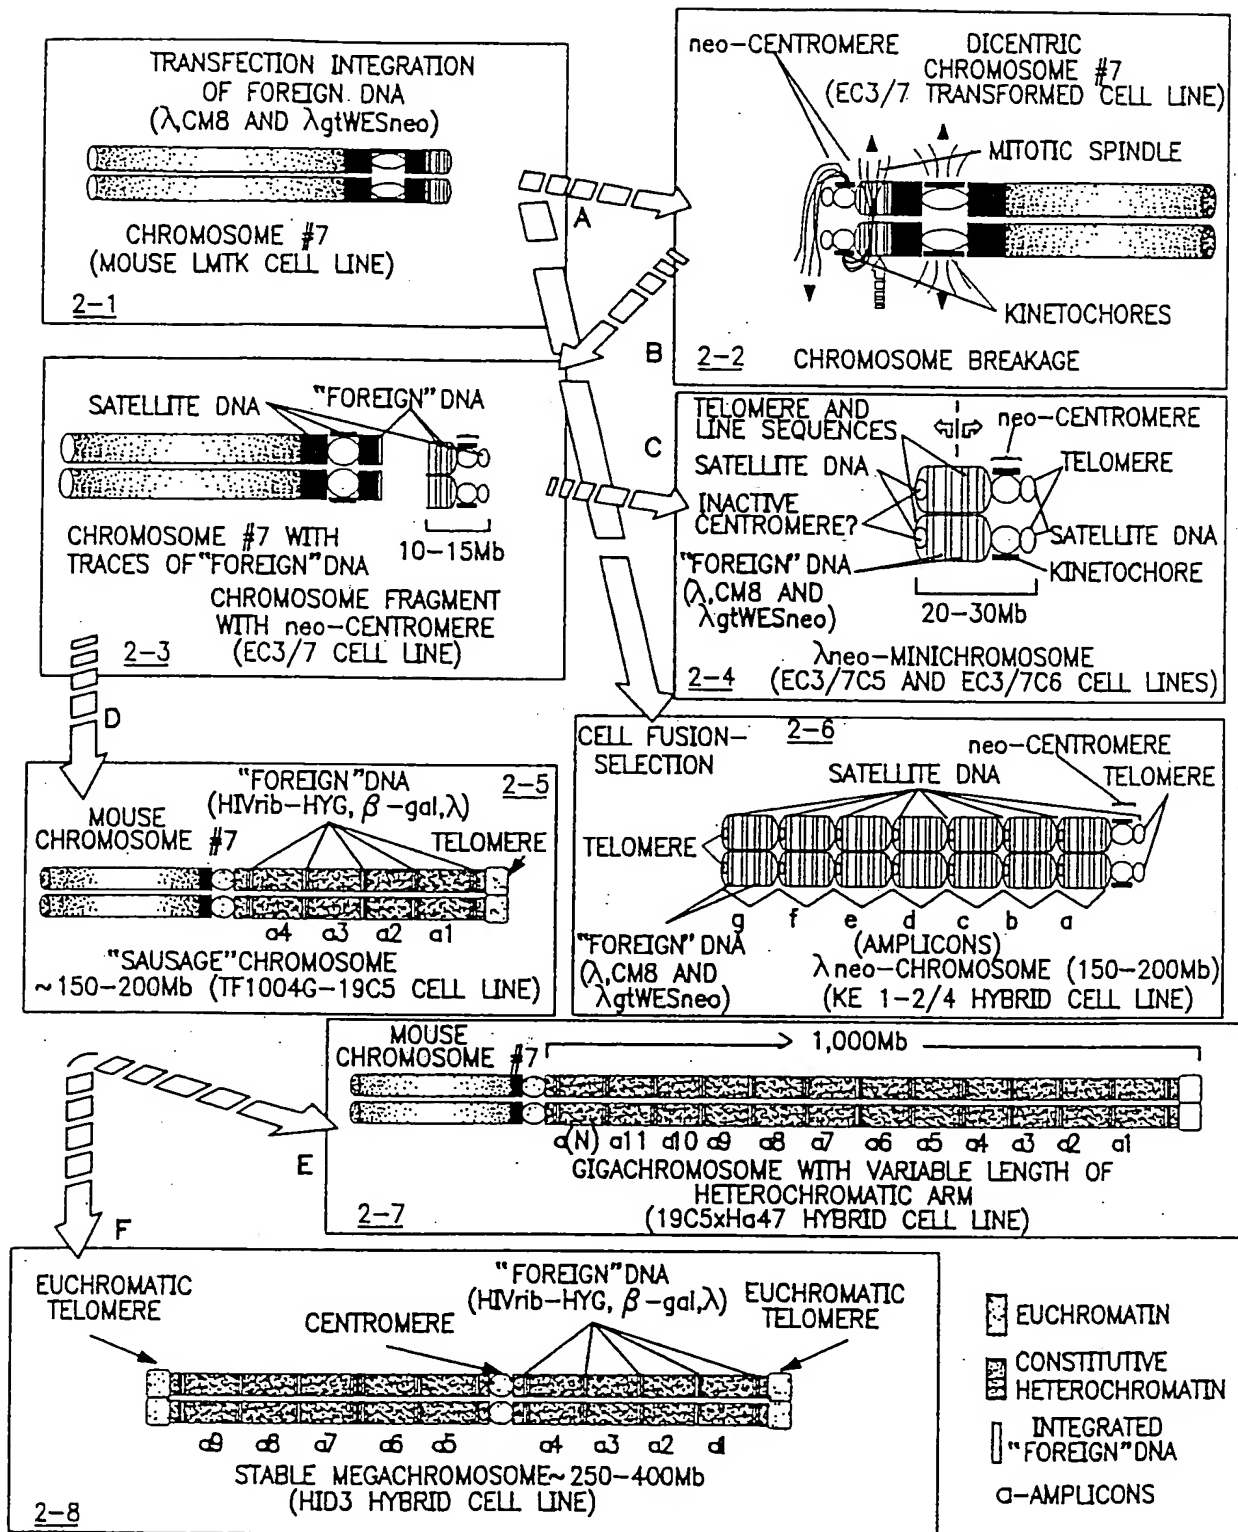 TRANSFECTION INTEGRATION
OF FOREIGN DNA
(λ,CM8 AND λgtWESneo)
CHROMOSOME #7
(MOUSE LMTK CELL LINE)
2-1
A
neo-CENTROMERE
DICENTRIC
CHROMOSOME #7
(EC3/7 TRANSFORMED CELL LINE)
MITOTIC SPINDLE
KINETOCHORES
2-2
CHROMOSOME BREAKAGE
B
SATELLITE DNA
"FOREIGN" DNA
10-15Mb
CHROMOSOME #7 WITH
TRACES OF "FOREIGN" DNA
CHROMOSOME FRAGMENT
WITH neo-CENTROMERE
(EC3/7 CELL LINE)
2-3
C
TELOMERE AND
LINE SEQUENCES
neo-CENTROMERE
SATELLITE DNA
TELOMERE
INACTIVE
CENTROMERE?
SATELLITE DNA
"FOREIGN" DNA
(λ,CM8 AND
λgtWESneo)
KINETOCHORE
20-30Mb
λneo-MINICHROMOSOME
2-4
(EC3/7C5 AND EC3/7C6 CELL LINES)
D
"FOREIGN" DNA
(HIVrib-HYG, β-gal,λ)
2-5
MOUSE
CHROMOSOME #7
TELOMERE
a4 a3 a2 a1
"SAUSAGE" CHROMOSOME
~150-200Mb (TF1004G-19C5 CELL LINE)
CELL FUSION-
SELECTION
2-6
neo-CENTROMERE
SATELLITE DNA
TELOMERE
TELOMERE
g f e d c b a
"FOREIGN" DNA
(λ,CM8 AND
λgtWESneo)
(AMPLICONS)
λneo-CHROMOSOME (150-200Mb)
(KE 1-2/4 HYBRID CELL LINE)
MOUSE
CHROMOSOME #7
> 1,000Mb
E
a(N) a11 a10 a9 a8 a7 a6 a5 a4 a3 a2 a1
GIGACHROMOSOME WITH VARIABLE LENGTH OF
HETEROCHROMATIC ARM
2-7
(19C5xHa47 HYBRID CELL LINE)
F
EUCHROMATIC
TELOMERE
CENTROMERE
"FOREIGN" DNA
(HIVrib-HYG, β-gal,λ)
EUCHROMATIC
TELOMERE
a9 a8 a7 a6 a5 a4 a3 a2 a1
STABLE MEGACHROMOSOME~250-400Mb
(HID3 HYBRID CELL LINE)
2-8
EUCHROMATIN
CONSTITUTIVE
HETEROCHROMATIN
INTEGRATED
"FOREIGN" DNA
a-AMPLICONS